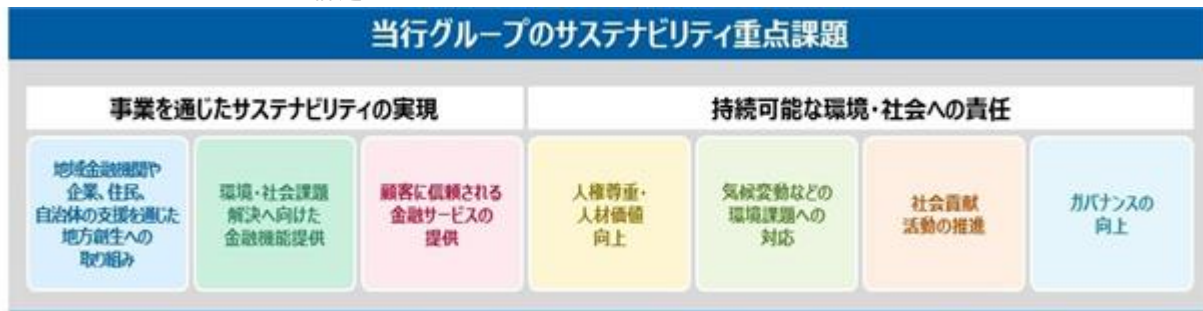 当行グループのサステナビリティ重点課題
事業を通じたサステナビリティの実現
持続可能な環境・社会への責任
地域金融機関や
企業、住民、
自治体の支援を通じた
地方創生への
取り組み
環境・社会課題
解決へ向けた
金融機能提供
顧客に信頼される
金融サービスの
提供
人権尊重・
人材価値
向上
気候変動などの
環境課題への
対応
社会貢献
活動の推進
ガバナンスの
向上